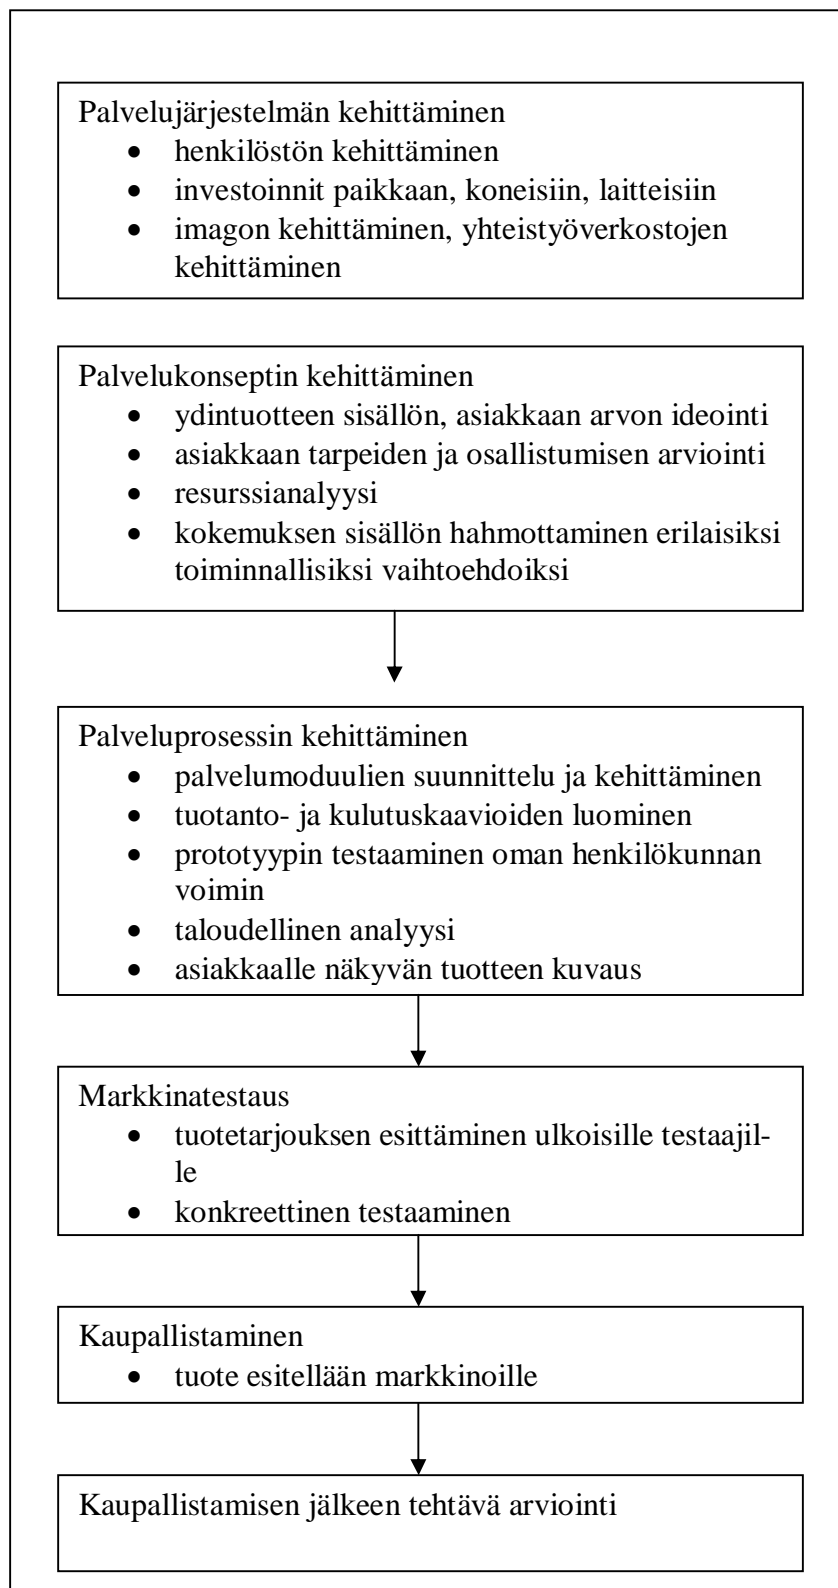 Palvelujärjestelmän kehittäminen
• henkilöstön kehittäminen
• investoinnit paikkaan, koneisiin, laitteisiin
• imagon kehittäminen, yhteistyöverkostojen
kehittäminen
Palvelukonseptin kehittäminen
• ydintuotteen sisällön, asiakkaan arvon ideointi
• asiakkaan tarpeiden ja osallistumisen arviointi
• resurssianalyysi
• kokemuksen sisällön hahmottaminen erilaisiksi
toiminnallisiksi vaihtoehdoiksi
Palveluprosessin kehittäminen
• palvelumoduulien suunnittelu ja kehittäminen
• tuotanto- ja kulutuskaavioiden luominen
• prototyypin testaaminen oman henkilökunnan
voimin
• taloudellinen analyysi
• asiakkaalle näkyvän tuotteen kuvaus
Markkinatestaus
• tuotetarjouksen esittäminen ulkoisille testaajil-
le
• konkreettinen testaaminen
Kaupallistaminen
• tuote esitellään markkinoille
Kaupallistamisen jälkeen tehtävä arviointi